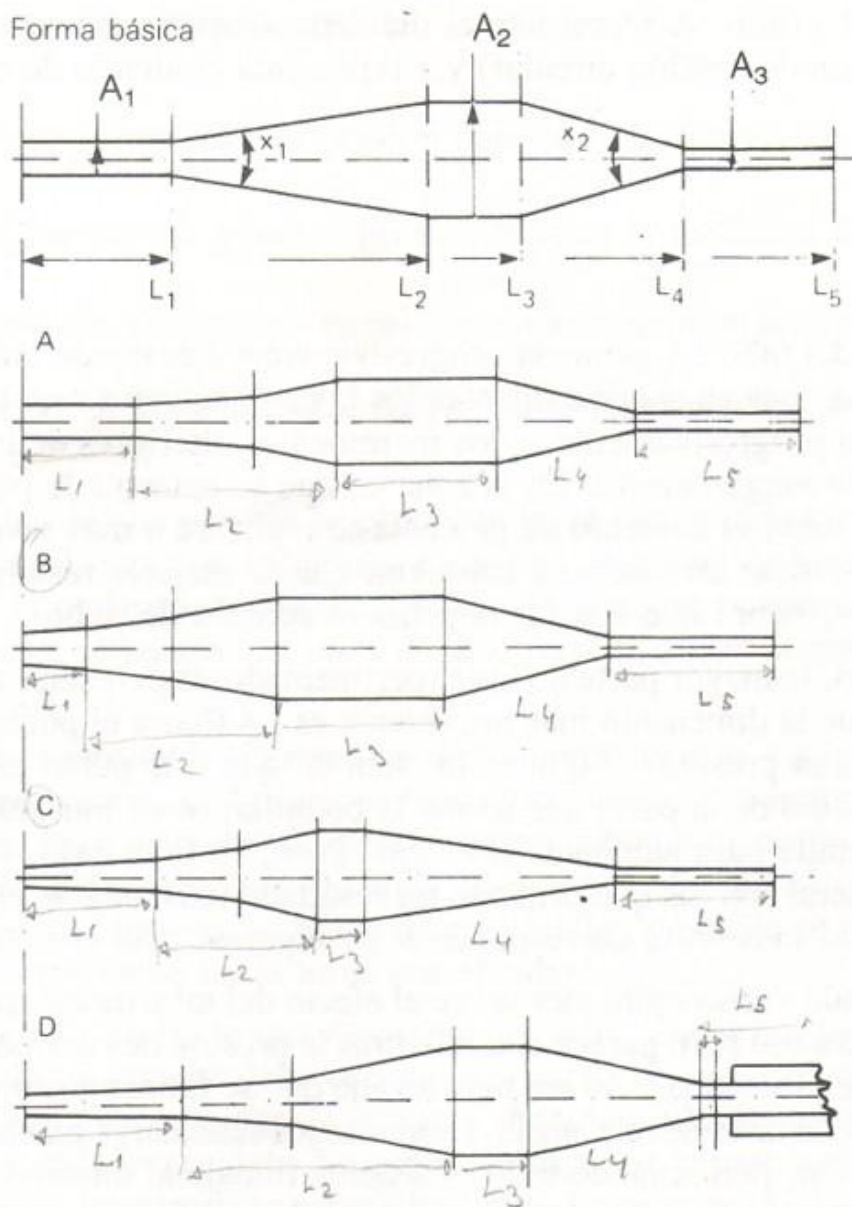 Forma básica
A1 A2 A3
x1 x2
L1 L2 L3 L4 L5
A
L1 L2 L3 L4 L5
B
L1 L2 L3 L4 L5
C
L1 L2 L3 L4 L5
D
L5
L1 L2 L3 L4